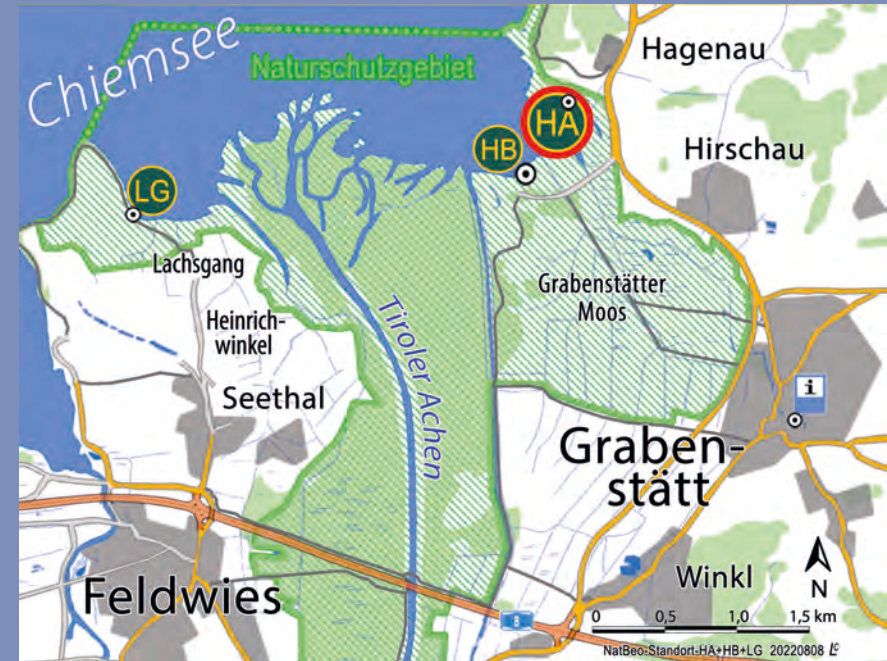 Chiemsee
Naturschutzgebiet
Hagenau
HA
HB
Hirschau
LG
Lachsgang
Grabenstätter
Moos
Heinrich-
winkel
Tiroler Achen
Seethal
i
Graben-
stätt
Feldwies
Winkl
N
8
0 0,5 1,0 1,5 km
NatBeo-Standort-HA+HB+LG 20220808